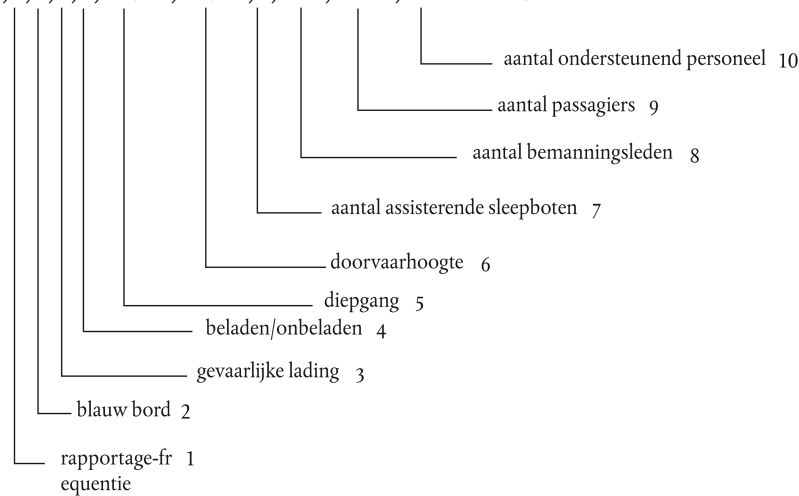 aantal ondersteunend personeel 10
aantal passagiers 9
aantal bemanningsleden 8
aantal assisterende sleepboten 7
doorvaarhoogte 6
diepgang 5
beladen/onbeladen 4
gevaarlijke lading 3
blauw bord 2
rapportage-fr 1
equentie